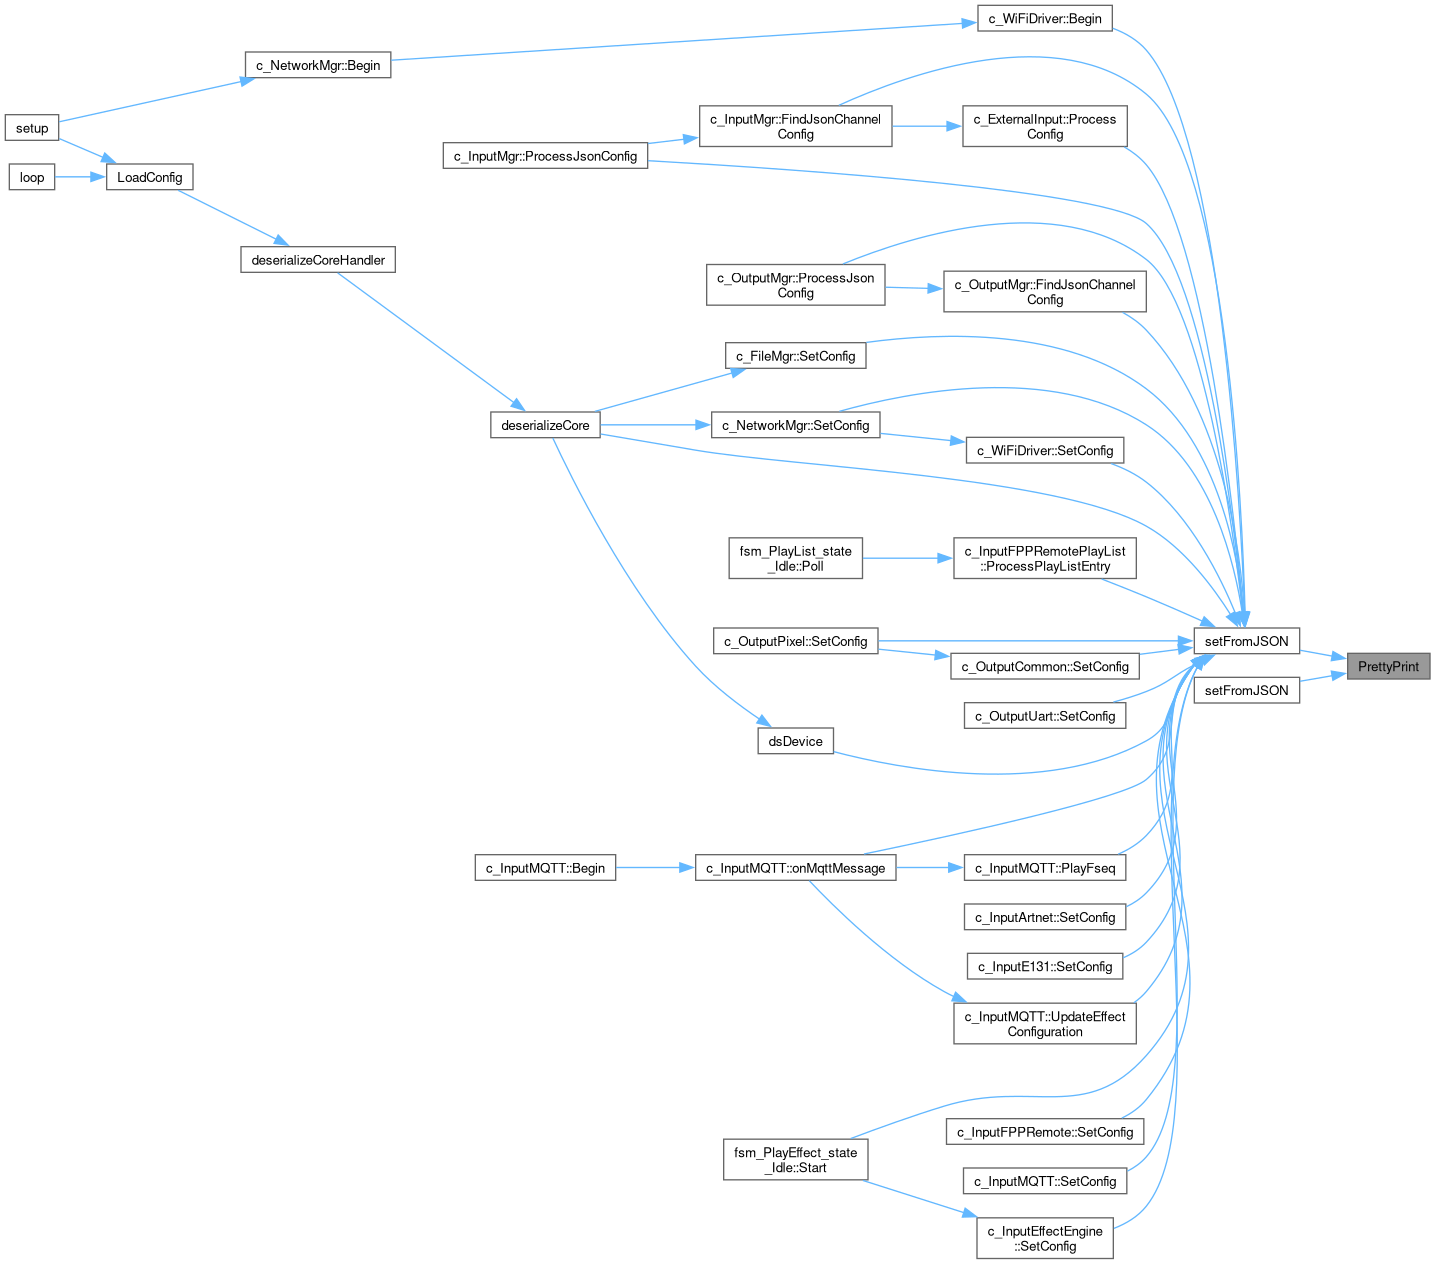 c_WiFiDriver::Begin
c_NetworkMgr::Begin
setup
c_InputMgr::FindJsonChannel
Config
c_ExternalInput::Process
Config
c_InputMgr::ProcessJsonConfig
loop
LoadConfig
deserializeCoreHandler
c_OutputMgr::ProcessJson
Config
c_OutputMgr::FindJsonChannel
Config
c_FileMgr::SetConfig
deserializeCore
c_NetworkMgr::SetConfig
c_WiFiDriver::SetConfig
fsm_PlayList_state
_Idle::Poll
c_InputFPPRemotePlayList
::ProcessPlayListEntry
c_OutputPixel::SetConfig
setFromJSON
c_OutputCommon::SetConfig
PrettyPrint
setFromJSON
c_OutputUart::SetConfig
dsDevice
c_InputMQTT::Begin
c_InputMQTT::onMqttMessage
c_InputMQTT::PlayFseq
c_InputArtnet::SetConfig
c_InputE131::SetConfig
c_InputMQTT::UpdateEffect
Configuration
c_InputFPPRemote::SetConfig
fsm_PlayEffect_state
_Idle::Start
c_InputMQTT::SetConfig
c_InputEffectEngine
::SetConfig